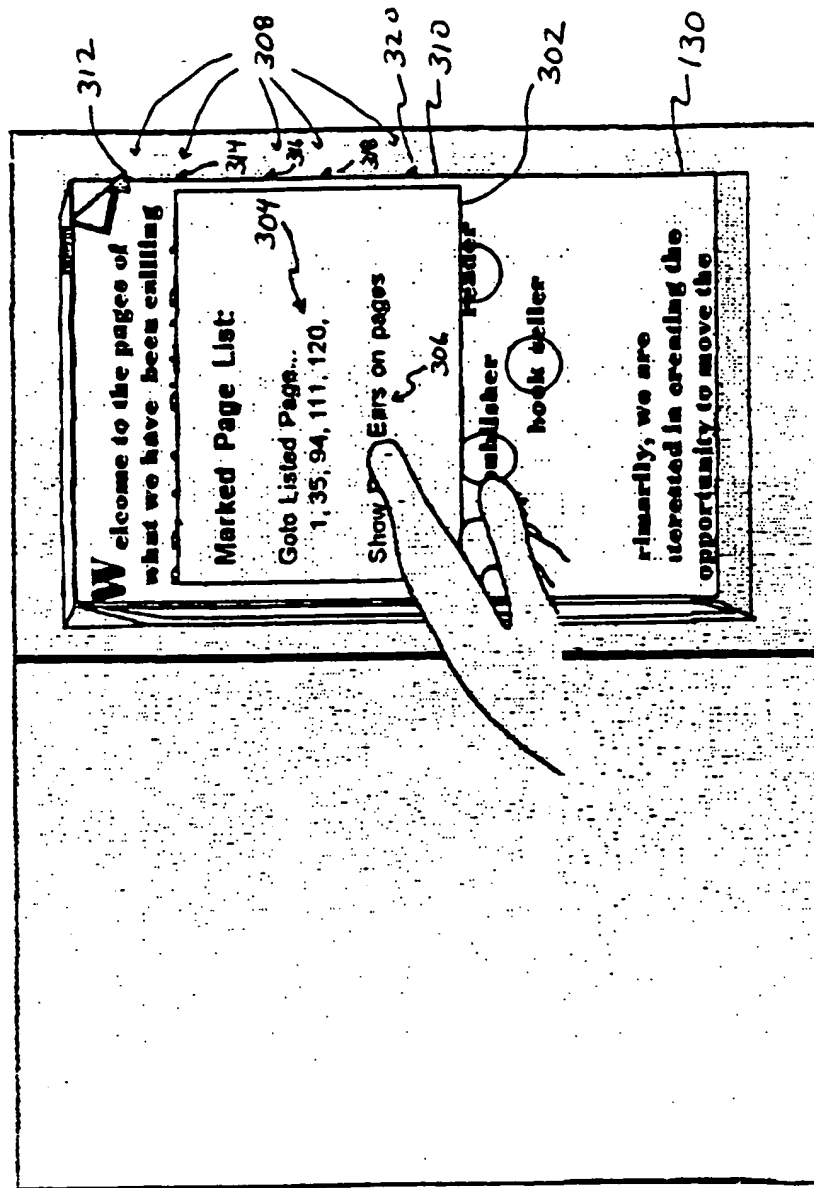 Welcome to the pages of
what we have been calling
Marked Page List:
Goto Listed Page...
1, 35, 94, 111, 120,
Show Ears on pages
reader
publisher
book seller
rimarily, we are
nterested in creating the
opportunity to move the
312
308
314
316
318
320
310
304
306
302
130